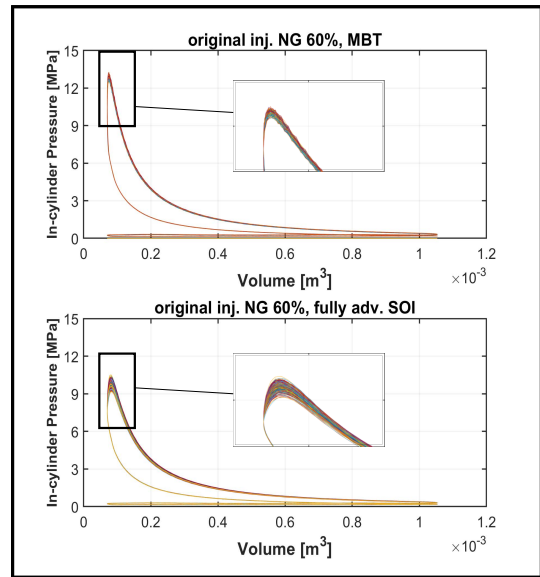 original inj. NG 60%, MBT
15
12
9
6
3
0
In-cylinder Pressure [MPa]
0 0.2 0.4 0.6 0.8 1 1.2
Volume [m³]
×10⁻³
original inj. NG 60%, fully adv. SOI
15
12
9
6
3
0
In-cylinder Pressure [MPa]
0 0.2 0.4 0.6 0.8 1 1.2
Volume [m³]
×10⁻³